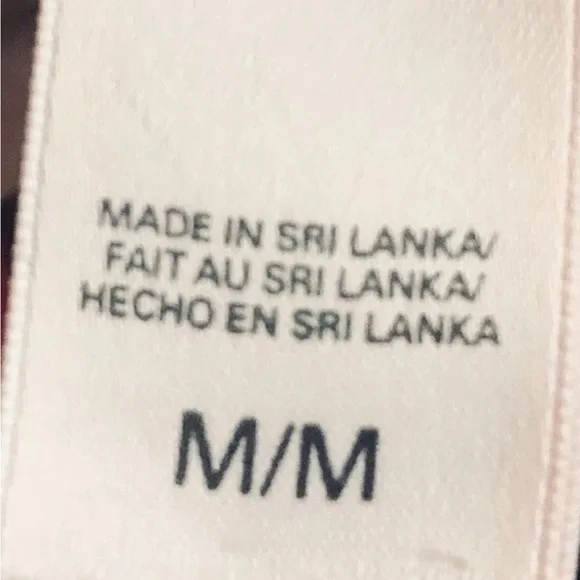 MADE IN SRI LANKA/
FAIT AU SRI LANKA/
HECHO EN SRI LANKA
M/M